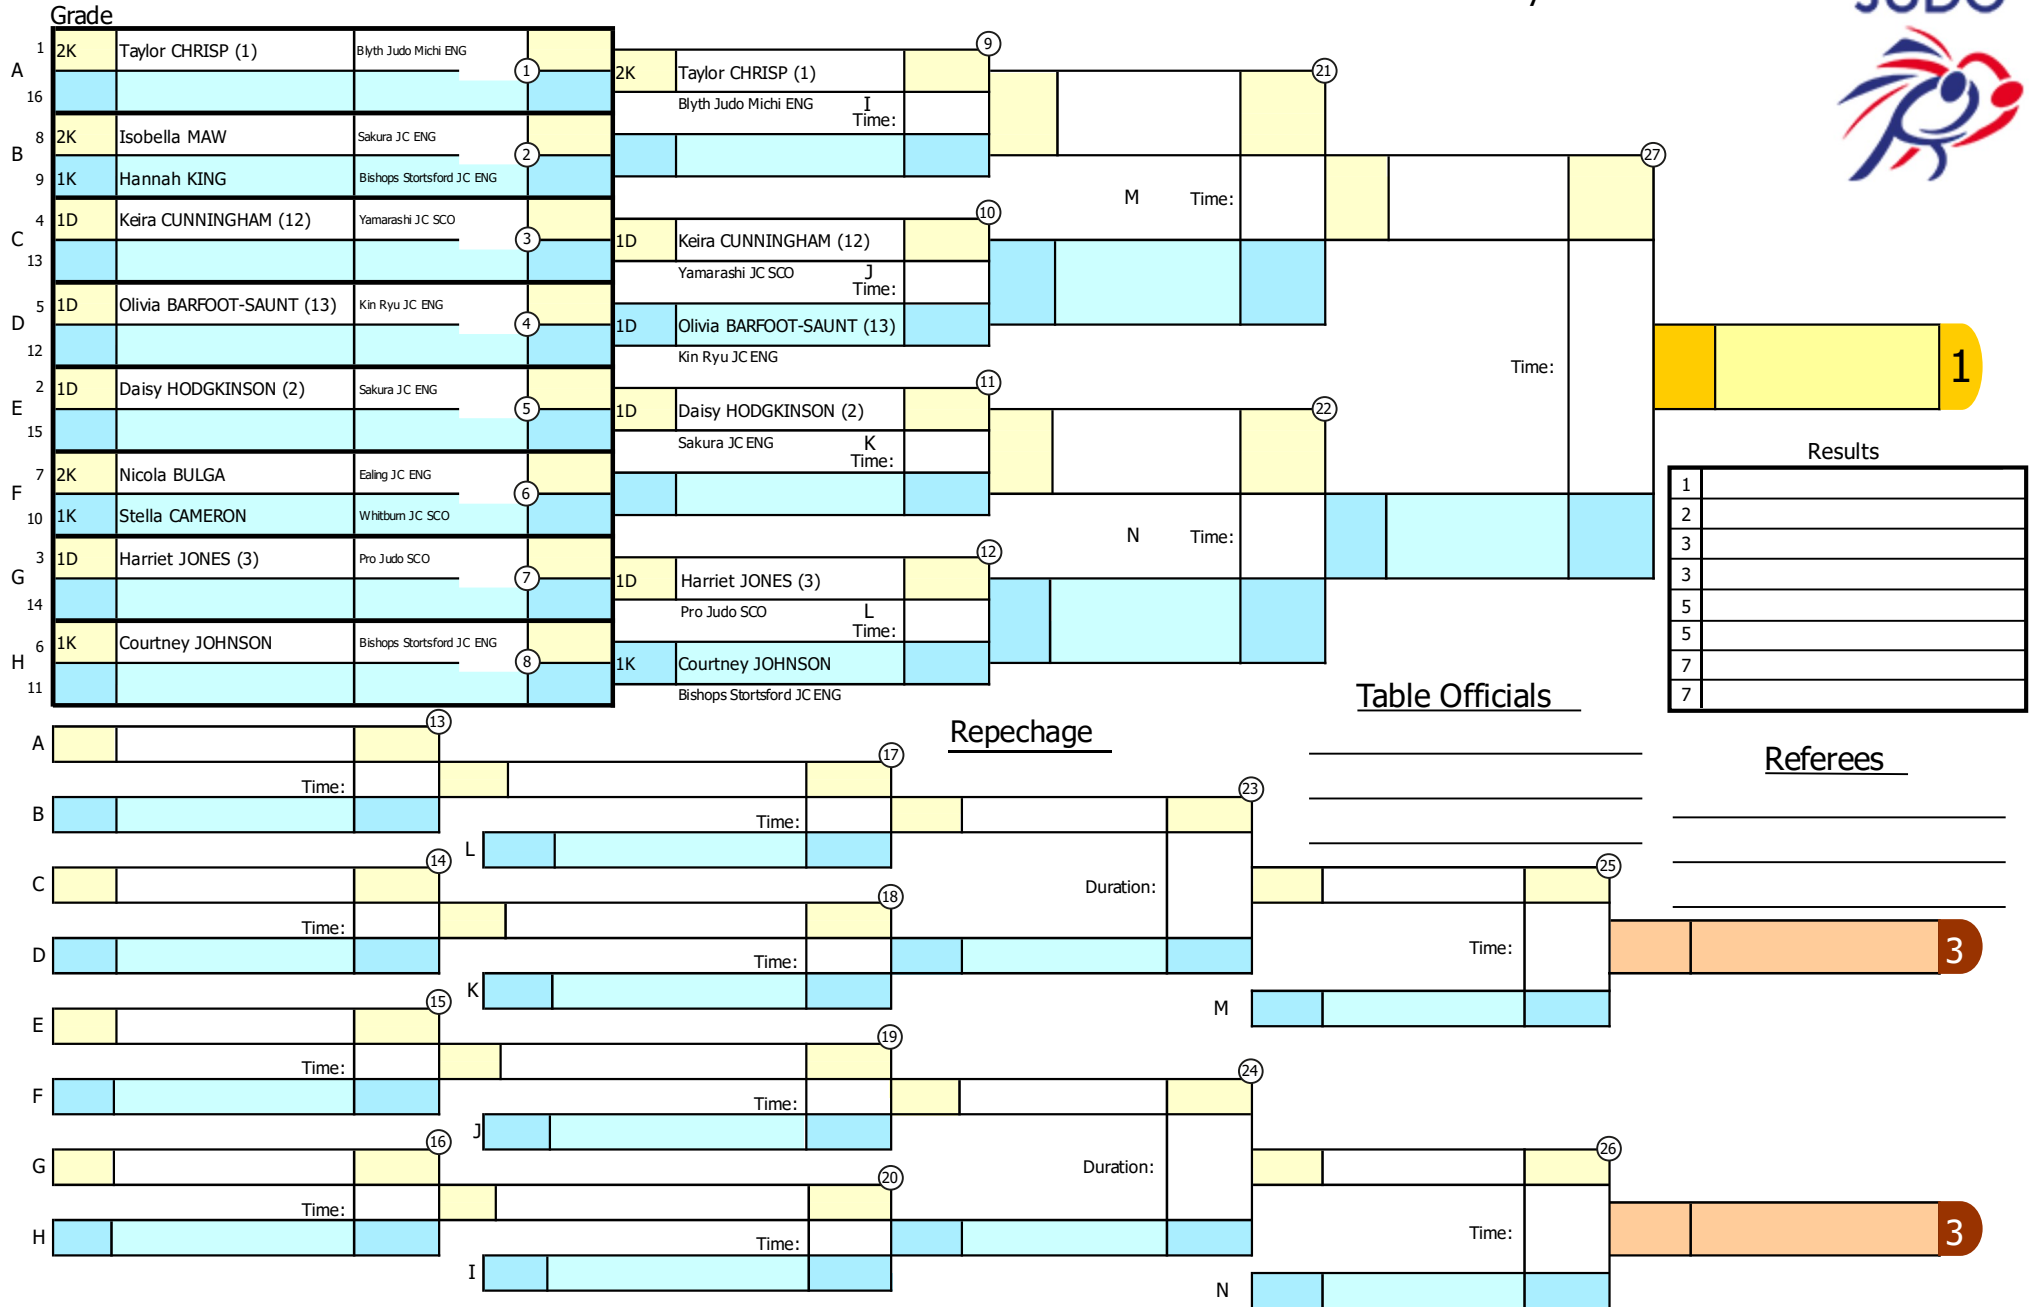 JUDO
Grade
A
1 2K Taylor CHRISP (1) Blyth Judo Michi ENG 1
16
B
8 2K Isobella MAW Sakura JC ENG 2
9 1K Hannah KING Bishops Stortsford JC ENG
C
4 1D Keira CUNNINGHAM (12) Yamarashi JC SCO 3
13
D
5 1D Olivia BARFOOT-SAUNT (13) Kin Ryu JC ENG 4
12
E
2 1D Daisy HODGKINSON (2) Sakura JC ENG 5
15
F
7 2K Nicola BULGA Ealing JC ENG 6
10 1K Stella CAMERON Whitburn JC SCO
G
3 1D Harriet JONES (3) Pro Judo SCO 7
14
H
6 1K Courtney JOHNSON Bishops Stortsford JC ENG 8
11
9
2K Taylor CHRISP (1)
Blyth Judo Michi ENG I
Time:
10
1D Keira CUNNINGHAM (12)
Yamarashi JC SCO J
Time:
1D Olivia BARFOOT-SAUNT (13)
Kin Ryu JC ENG
11
1D Daisy HODGKINSON (2)
Sakura JC ENG K
Time:
12
1D Harriet JONES (3)
Pro Judo SCO L
Time:
1K Courtney JOHNSON
Bishops Stortsford JC ENG
21
M Time:
22
N Time:
27
Time:
1
Results
1
2
3
3
5
5
7
7
Table Officials
Referees
Repechage
A 13
Time:
B
C 14
Time:
D
E 15
Time:
F
G 16
Time:
H
17
Time:
L
18
Time:
K
19
Time:
J
20
Time:
I
23
Duration:
24
Duration:
25
Time:
M
3
26
Time:
N
3